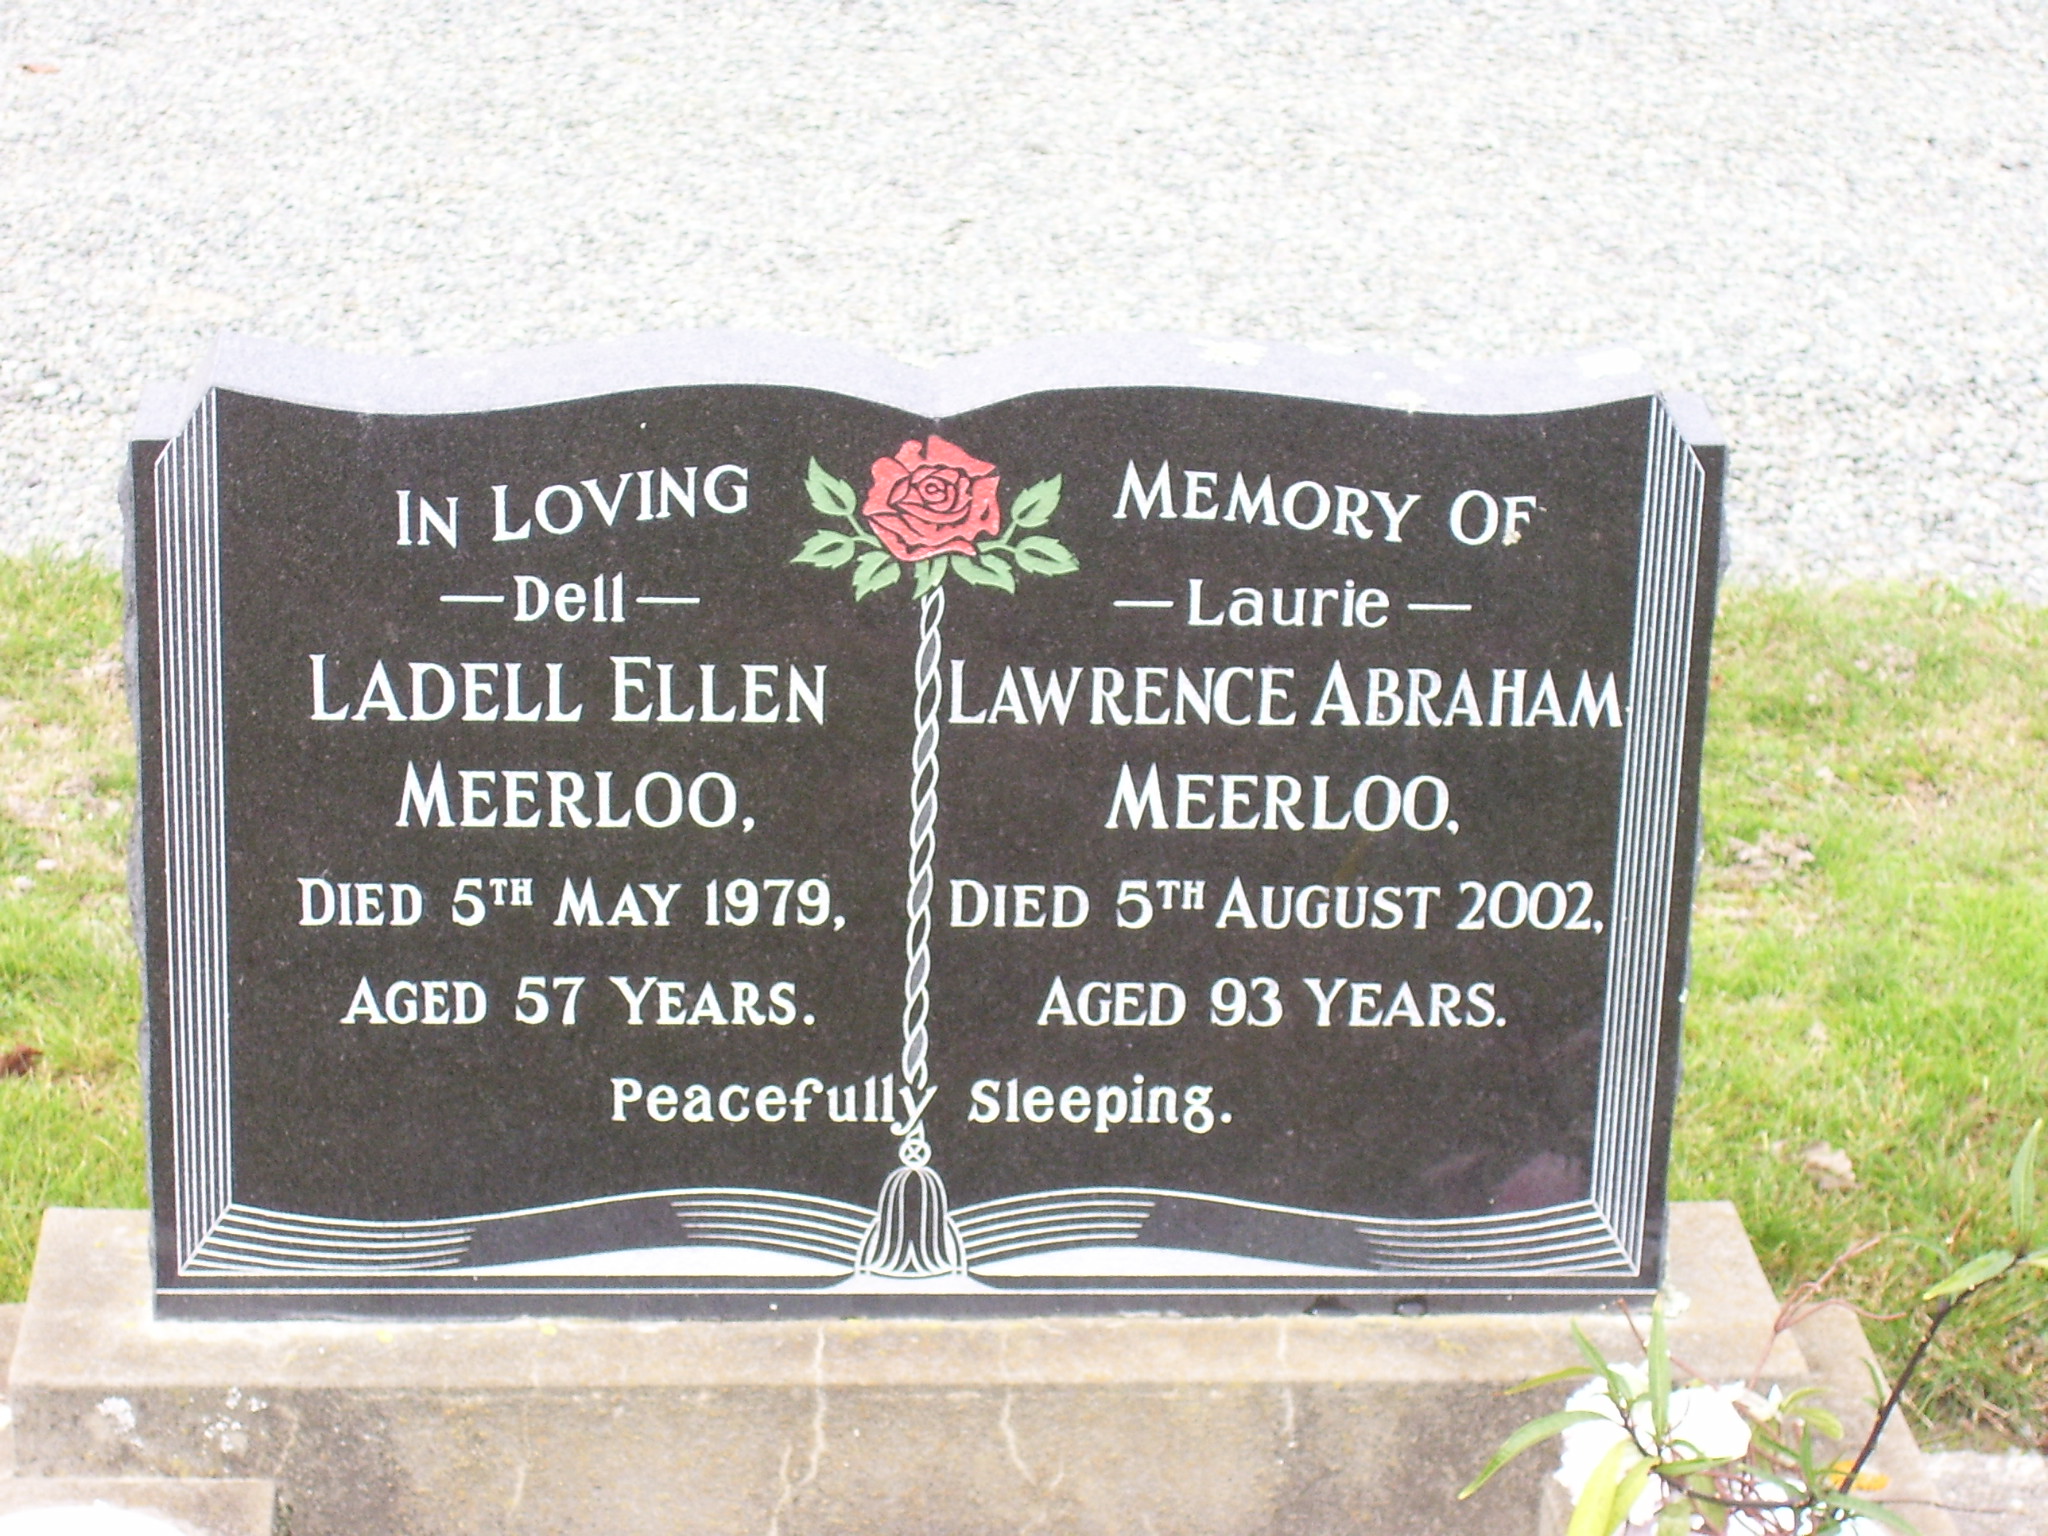 IN LOVING
—Dell—
LADELL ELLEN
MEERLOO,
DIED 5TH MAY 1979,
AGED 57 YEARS.
MEMORY OF
—Laurie—
LAWRENCE ABRAHAM
MEERLOO,
DIED 5TH AUGUST 2002,
AGED 93 YEARS.
Peacefully Sleeping.